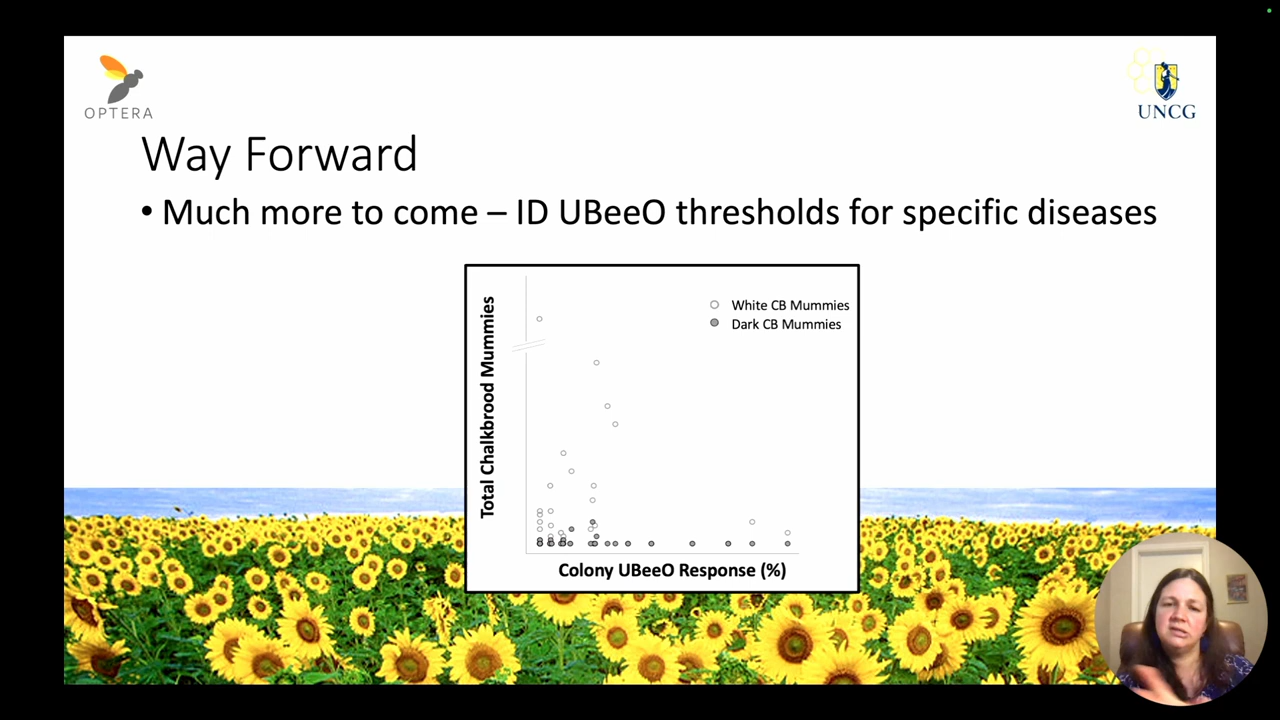 OPTERA
UNCG
Way Forward
• Much more to come – ID UBeeO thresholds for specific diseases
Total Chalkbrood Mummies
White CB Mummies
Dark CB Mummies
Colony UBeeO Response (%)